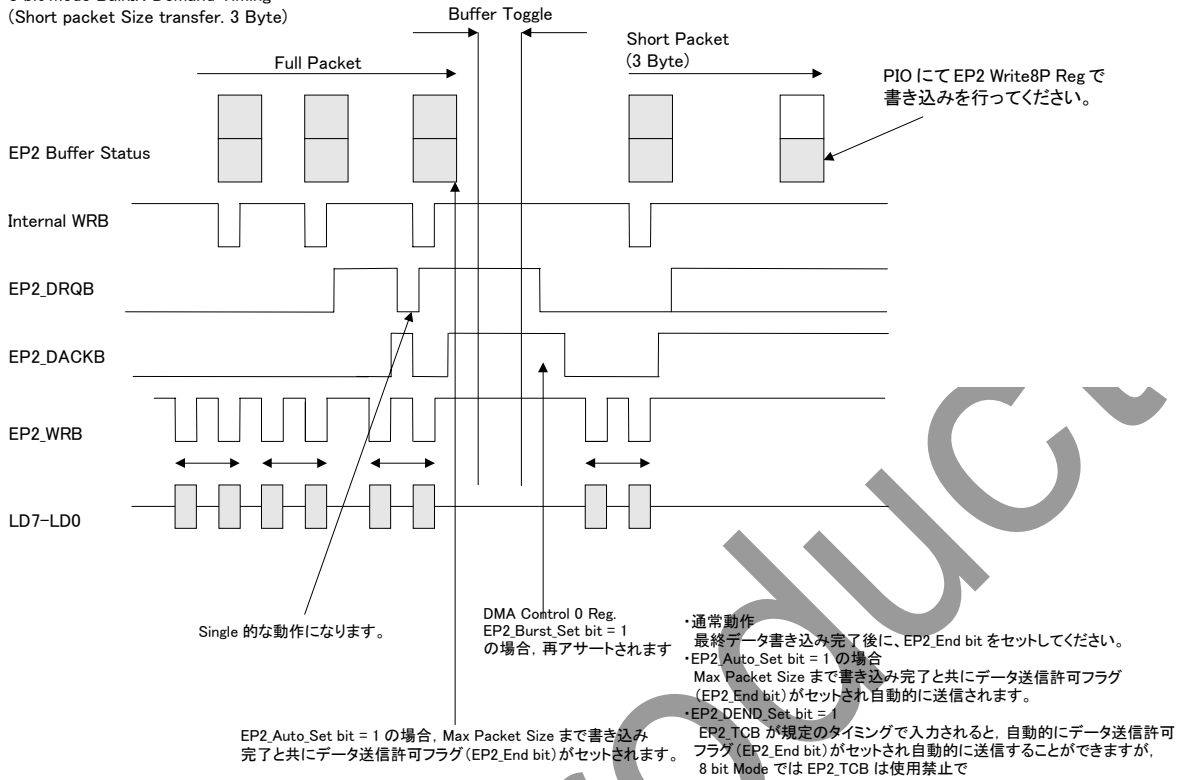 (Short packet Size transfer. 3 Byte)
Buffer Toggle
Full Packet
Short Packet
(3 Byte)
PIO にて EP2 Write8P Reg で
書き込みを行ってください。
EP2 Buffer Status
Internal WRB
EP2_DRQB
EP2_DACKB
EP2_WRB
LD7-LD0
Single 的な動作になります。
DMA Control 0 Reg.
EP2_Burst_Set bit = 1
の場合, 再アサートされます
・通常動作
最終データ書き込み完了後に、EP2_End bit をセットしてください。
・EP2_Auto_Set bit = 1 の場合
Max Packet Size まで書き込み完了と共にデータ送信許可フラグ
(EP2_End bit)がセットされ自動的に送信されます。
・EP2_DEND_Set bit = 1
EP2_TCB が規定のタイミングで入力されると, 自動的にデータ送信許可
フラグ(EP2_End bit)がセットされ自動的に送信することができますが,
8 bit Mode では EP2_TCB は使用禁止で
EP2_Auto_Set bit = 1 の場合, Max Packet Size まで書き込み
完了と共にデータ送信許可フラグ(EP2_End bit)がセットされます。